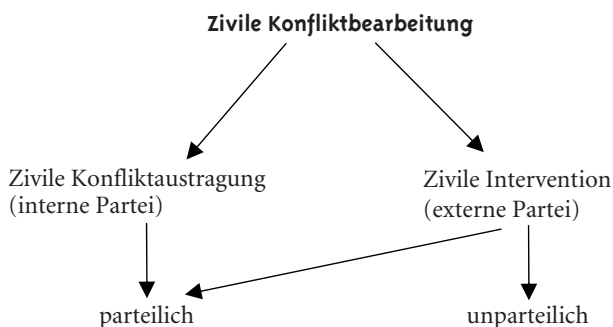 Zivile Konfliktbearbeitung
Zivile Konfliktaustragung
(interne Partei)
Zivile Intervention
(externe Partei)
parteilich
unparteilich